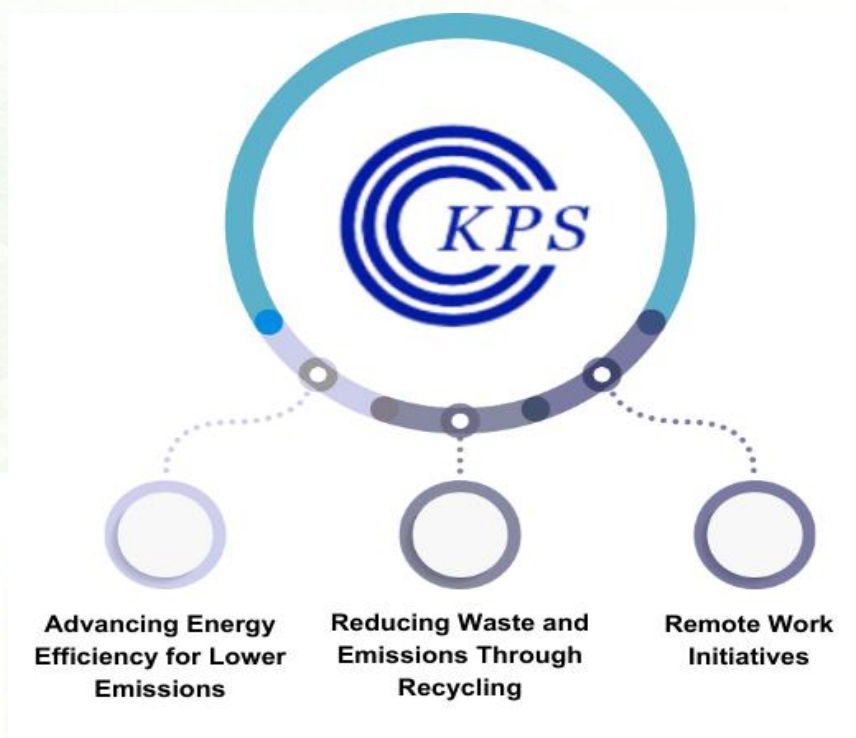 KPS
Advancing Energy
Efficiency for Lower
Emissions
Reducing Waste and
Emissions Through
Recycling
Remote Work
Initiatives